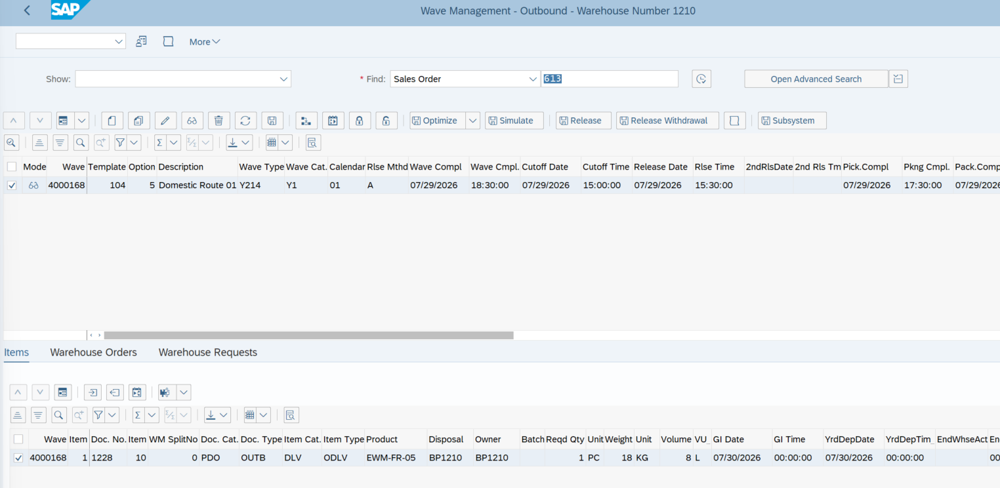 SAP Wave Management - Outbound - Warehouse Number 1210
More
Show: * Find: Sales Order 613 Open Advanced Search
Optimize Simulate Release Release Withdrawal Subsystem
Mode Wave Template Option Description Wave Type Wave Cat. Calendar Rlse Mthd Wave Compl Wave Cmpl. Cutoff Date Cutoff Time Release Date Rlse Time 2ndRlsDate 2nd Rls Tm Pick.Compl Pkng Cmpl. Pack.Comp
4000168 104 5 Domestic Route 01 Y214 Y1 01 A 07/29/2026 18:30:00 07/29/2026 15:00:00 07/29/2026 15:30:00 07/29/2026 17:30:00 07/29/2026
Items Warehouse Orders Warehouse Requests
Wave Item Doc. No. Item WM SplitNo Doc. Cat. Doc. Type Item Cat. Item Type Product Disposal Owner Batch Reqd Qty Unit Weight Unit Volume VU_ GI Date GI Time YrdDepDate YrdDepTim_ EndWhseAct En
4000168 1 1228 10 0 PDO OUTB DLV ODLV EWM-FR-05 BP1210 BP1210 1 PC 18 KG 8 L 07/30/2026 00:00:00 07/30/2026 00:00:00 00